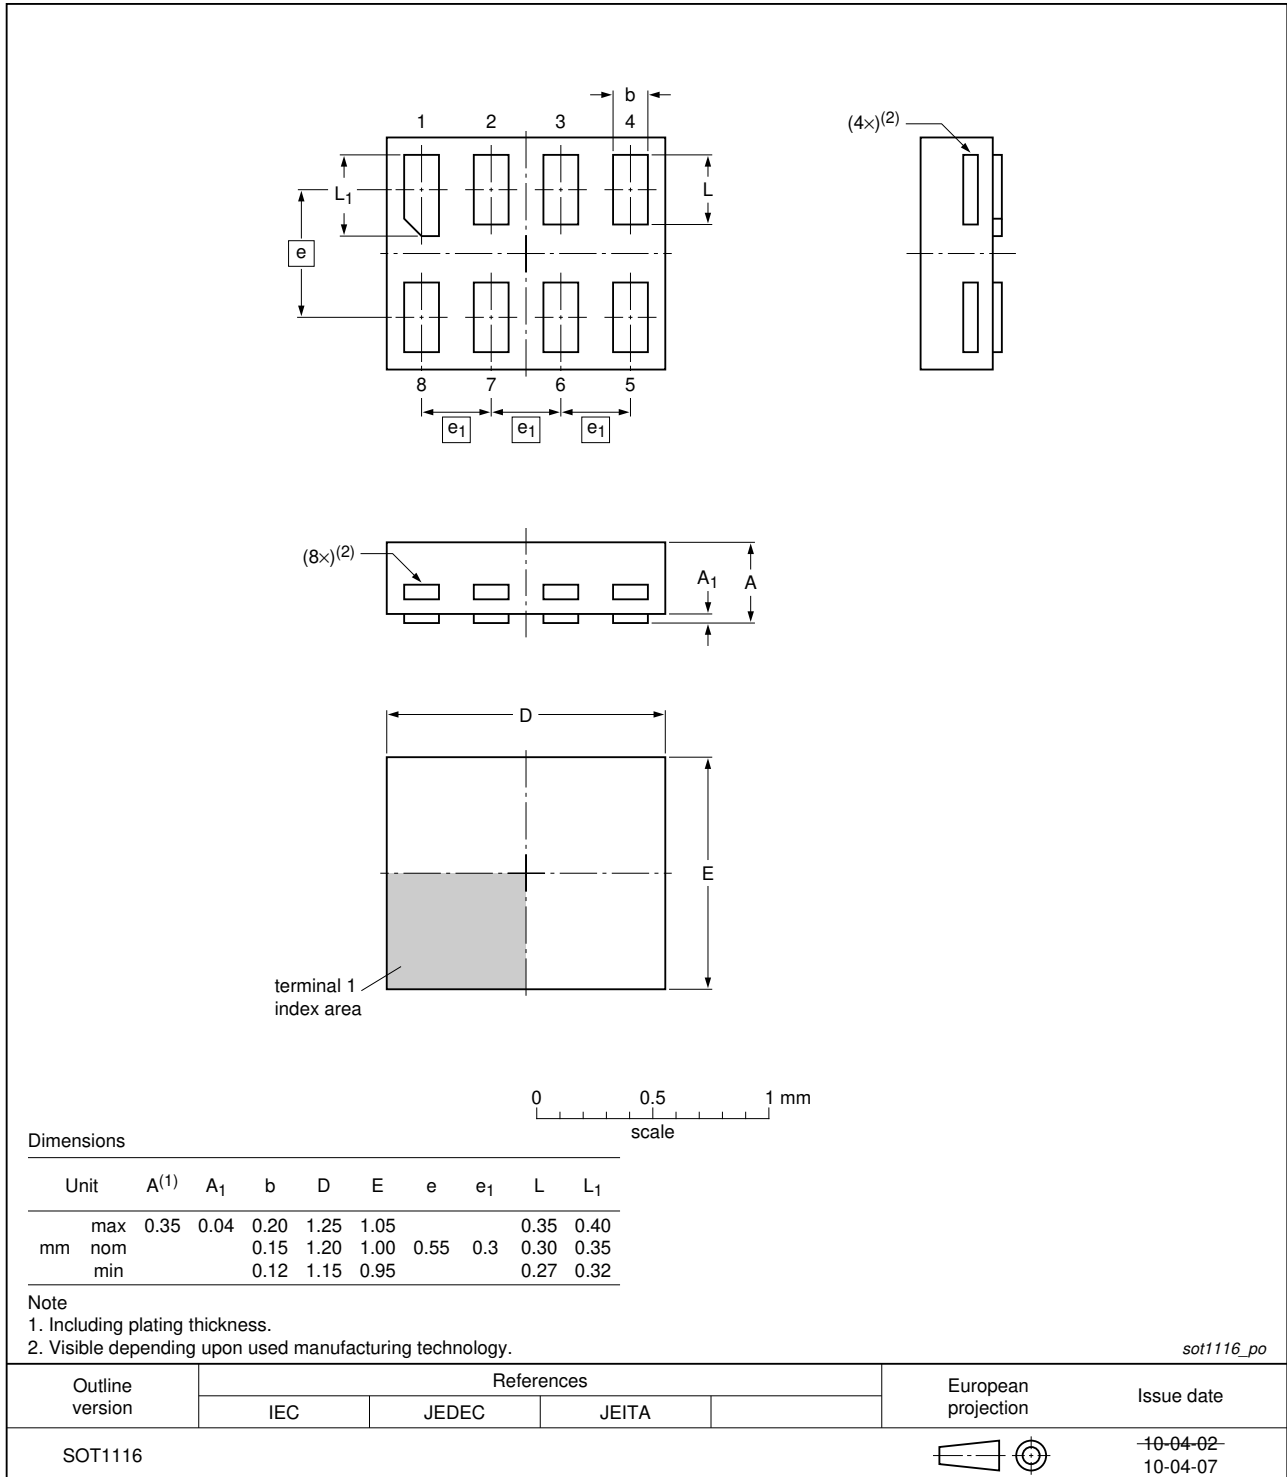 b
1 2 3 4
(4×)(2)
L1
L
e
8 7 6 5
e1 e1 e1
(8×)(2)
A1 A
D
E
terminal 1
index area
0 0.5 1 mm
scale
Dimensions
Unit A(1) A1 b D E e e1 L L1
max 0.35 0.04 0.20 1.25 1.05 0.35 0.40
mm nom 0.15 1.20 1.00 0.55 0.3 0.30 0.35
min 0.12 1.15 0.95 0.27 0.32
Note
1. Including plating thickness.
2. Visible depending upon used manufacturing technology.
sot1116_po
Outline
version
References
IEC JEDEC JEITA
European
projection
Issue date
SOT1116
10-04-02
10-04-07